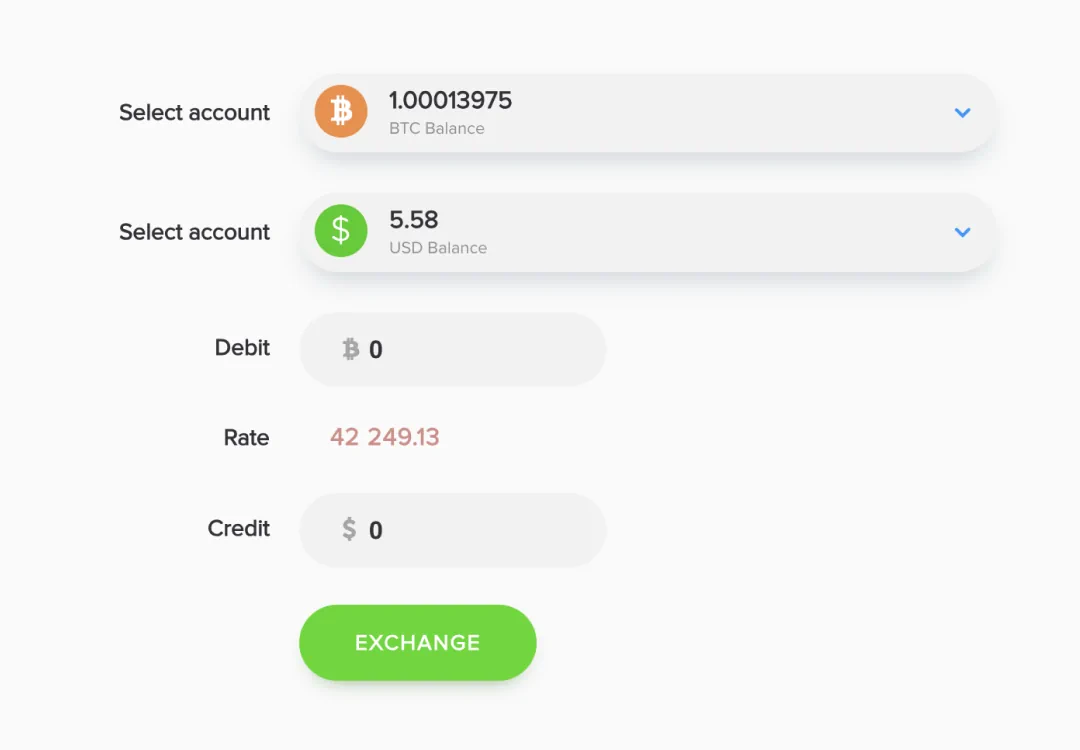 Select account
1.00013975
BTC Balance
Select account
5.58
USD Balance
Debit
₿ 0
Rate
42 249.13
Credit
$ 0
EXCHANGE